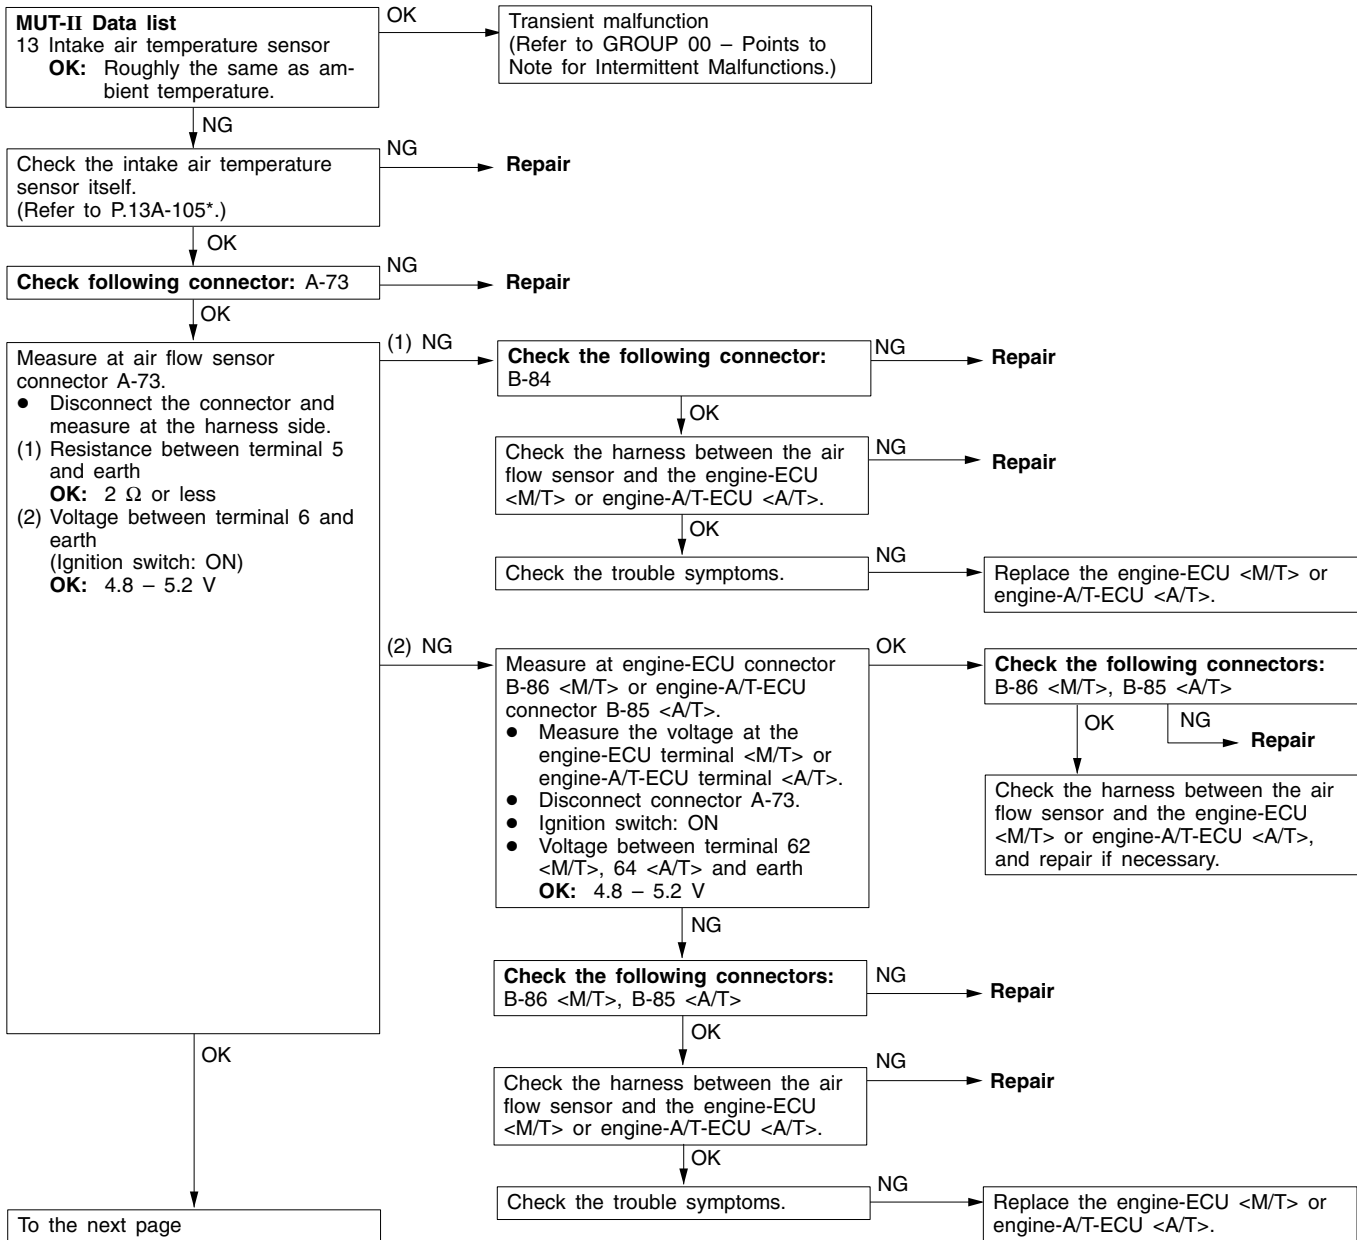 MUT-II Data list
13 Intake air temperature sensor
OK: Roughly the same as am-
bient temperature.
OK
Transient malfunction
(Refer to GROUP 00 – Points to
Note for Intermittent Malfunctions.)
NG
Check the intake air temperature
sensor itself.
(Refer to P.13A-105*.)
NG
Repair
OK
Check following connector: A-73
NG
Repair
OK
Measure at air flow sensor
connector A-73.
● Disconnect the connector and
measure at the harness side.
(1) Resistance between terminal 5
and earth
OK: 2 Ω or less
(2) Voltage between terminal 6 and
earth
(Ignition switch: ON)
OK: 4.8 – 5.2 V
(1) NG
Check the following connector:
B-84
NG
Repair
OK
Check the harness between the air
flow sensor and the engine-ECU
<M/T> or engine-A/T-ECU <A/T>.
NG
Repair
OK
Check the trouble symptoms.
NG
Replace the engine-ECU <M/T> or
engine-A/T-ECU <A/T>.
(2) NG
Measure at engine-ECU connector
B-86 <M/T> or engine-A/T-ECU
connector B-85 <A/T>.
● Measure the voltage at the
engine-ECU terminal <M/T> or
engine-A/T-ECU terminal <A/T>.
● Disconnect connector A-73.
● Ignition switch: ON
● Voltage between terminal 62
<M/T>, 64 <A/T> and earth
OK: 4.8 – 5.2 V
OK
Check the following connectors:
B-86 <M/T>, B-85 <A/T>
OK
NG
Repair
Check the harness between the air
flow sensor and the engine-ECU
<M/T> or engine-A/T-ECU <A/T>,
and repair if necessary.
NG
Check the following connectors:
B-86 <M/T>, B-85 <A/T>
NG
Repair
OK
Check the harness between the air
flow sensor and the engine-ECU
<M/T> or engine-A/T-ECU <A/T>.
NG
Repair
OK
Check the trouble symptoms.
NG
Replace the engine-ECU <M/T> or
engine-A/T-ECU <A/T>.
OK
To the next page